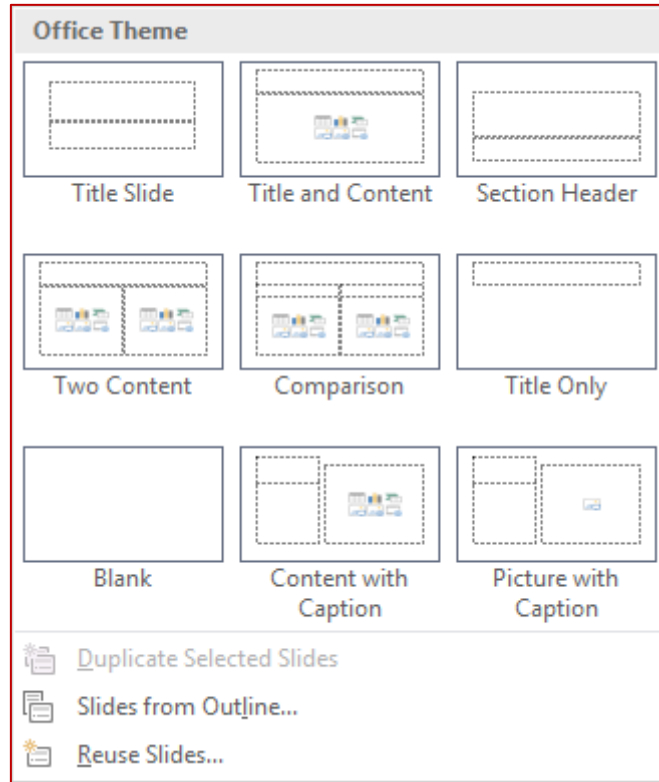 Office Theme
Title Slide
Title and Content
Section Header
Two Content
Comparison
Title Only
Blank
Content with
Caption
Picture with
Caption
Duplicate Selected Slides
Slides from Outline...
Reuse Slides...